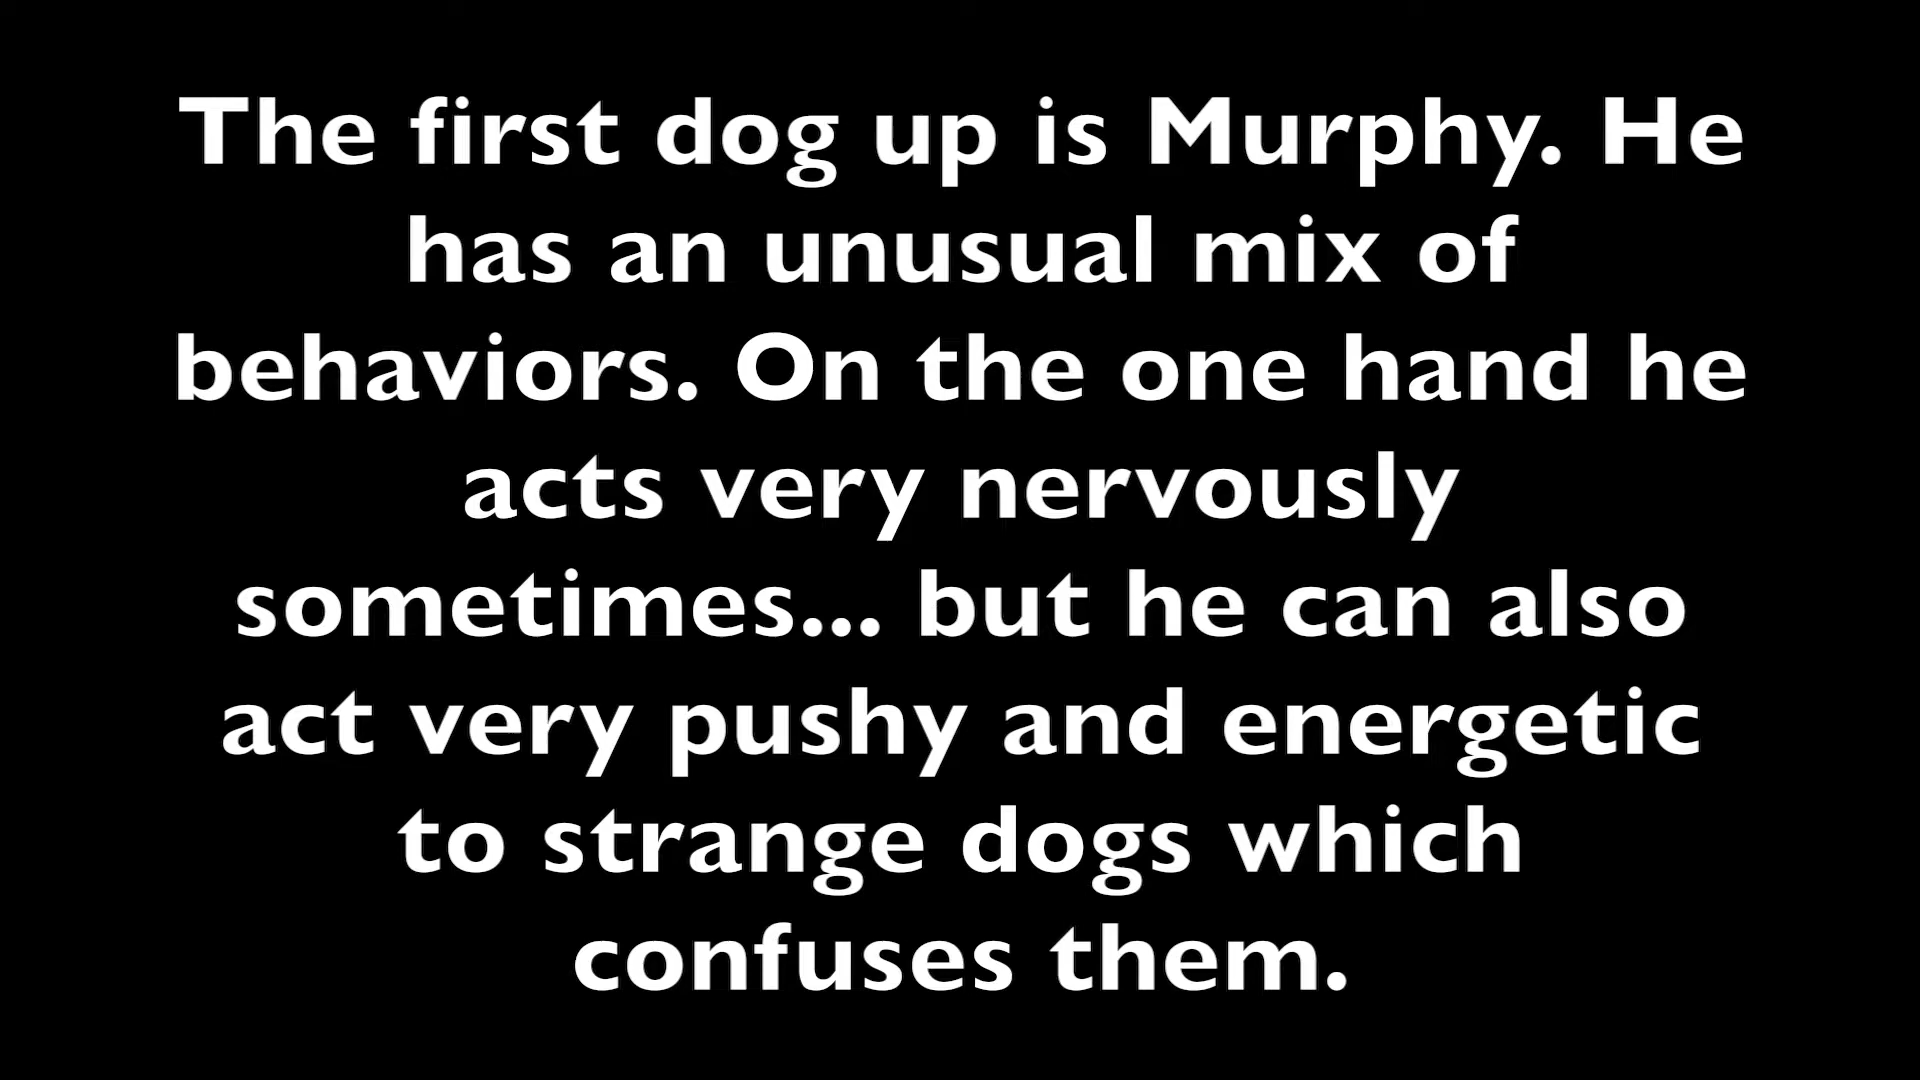 The first dog up is Murphy. He
has an unusual mix of
behaviors. On the one hand he
acts very nervously
sometimes... but he can also
act very pushy and energetic
to strange dogs which
confuses them.